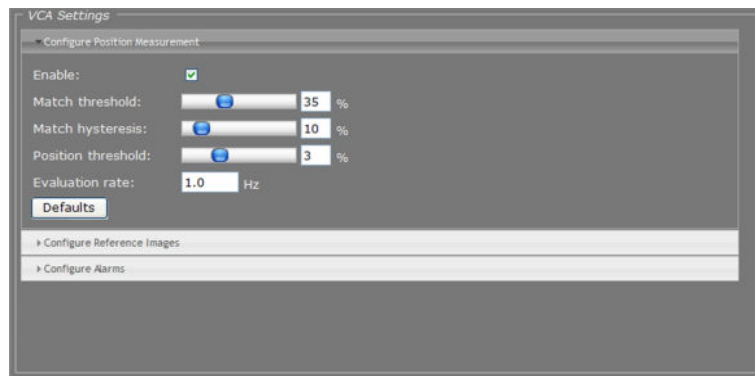 VCA Settings
Configure Position Measurement
Enable:
Match threshold: 35 %
Match hysteresis: 10 %
Position threshold: 3 %
Evaluation rate: 1.0 Hz
Defaults
Configure Reference Images
Configure Alarms